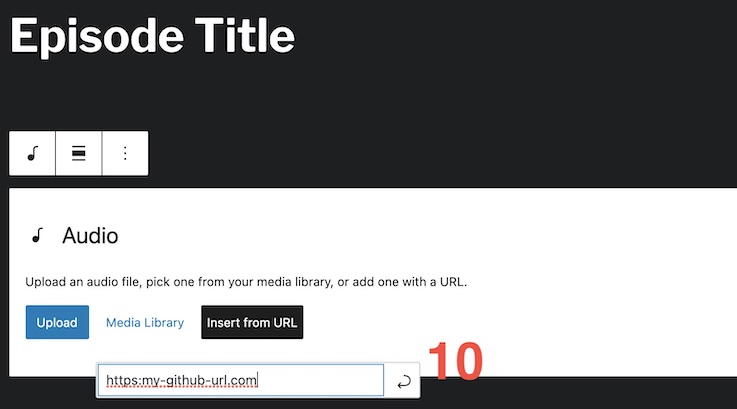 Episode Title
Audio
Upload an audio file, pick one from your media library, or add one with a URL.
Upload Media Library Insert from URL
https:my-github-url.com
10